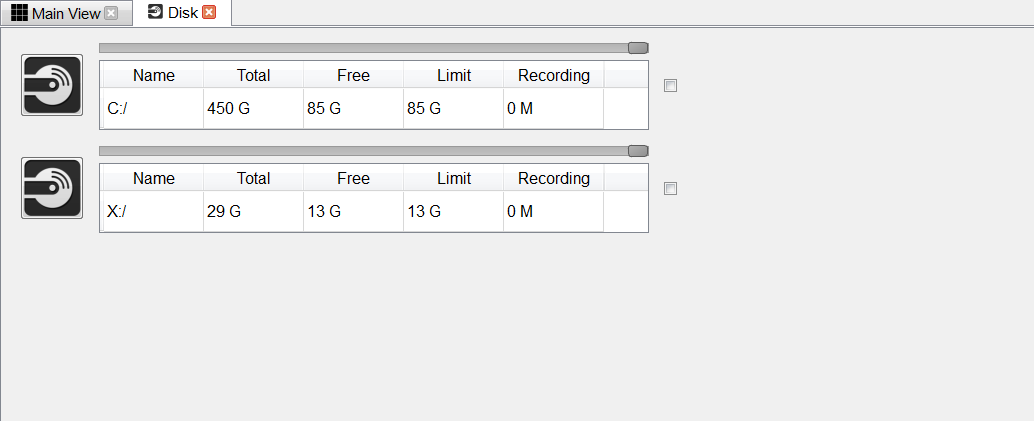 Main View Disk
Name Total Free Limit Recording
C:/ 450 G 85 G 85 G 0 M
Name Total Free Limit Recording
X:/ 29 G 13 G 13 G 0 M